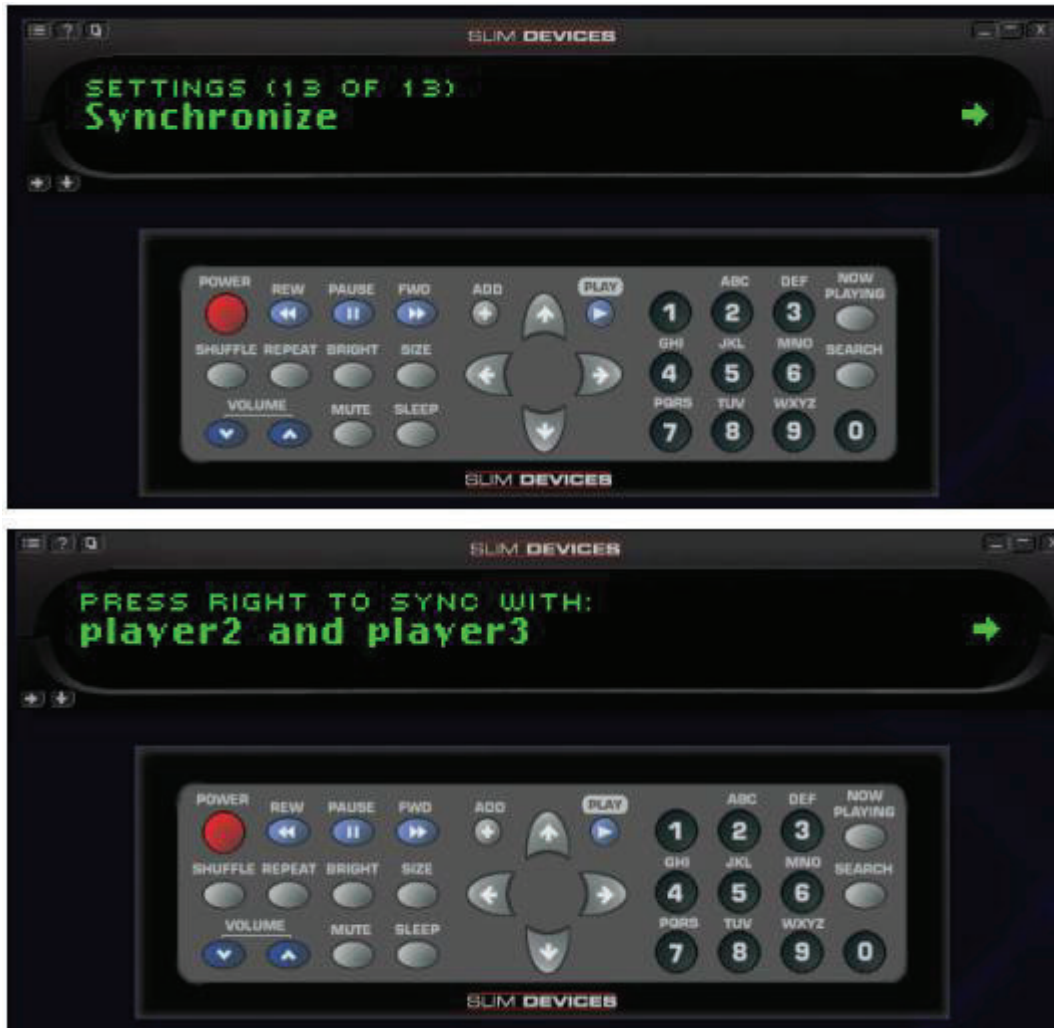 SLIM DEVICES
SETTINGS (13 OF 13)
Synchronize
POWER REW PAUSE FWD ADD PLAY ABC DEF NOW PLAYING
1 2 3
SHUFFLE REPEAT BRIGHT SIZE GHI JKL MNO SEARCH
4 5 6
VOLUME MUTE SLEEP PQRS TUV WXYZ
7 8 9 0
SLIM DEVICES
SLIM DEVICES
PRESS RIGHT TO SYNC WITH:
player2 and player3
POWER REW PAUSE FWD ADD PLAY ABC DEF NOW PLAYING
1 2 3
SHUFFLE REPEAT BRIGHT SIZE GHI JKL MNO SEARCH
4 5 6
VOLUME MUTE SLEEP PQRS TUV WXYZ
7 8 9 0
SLIM DEVICES